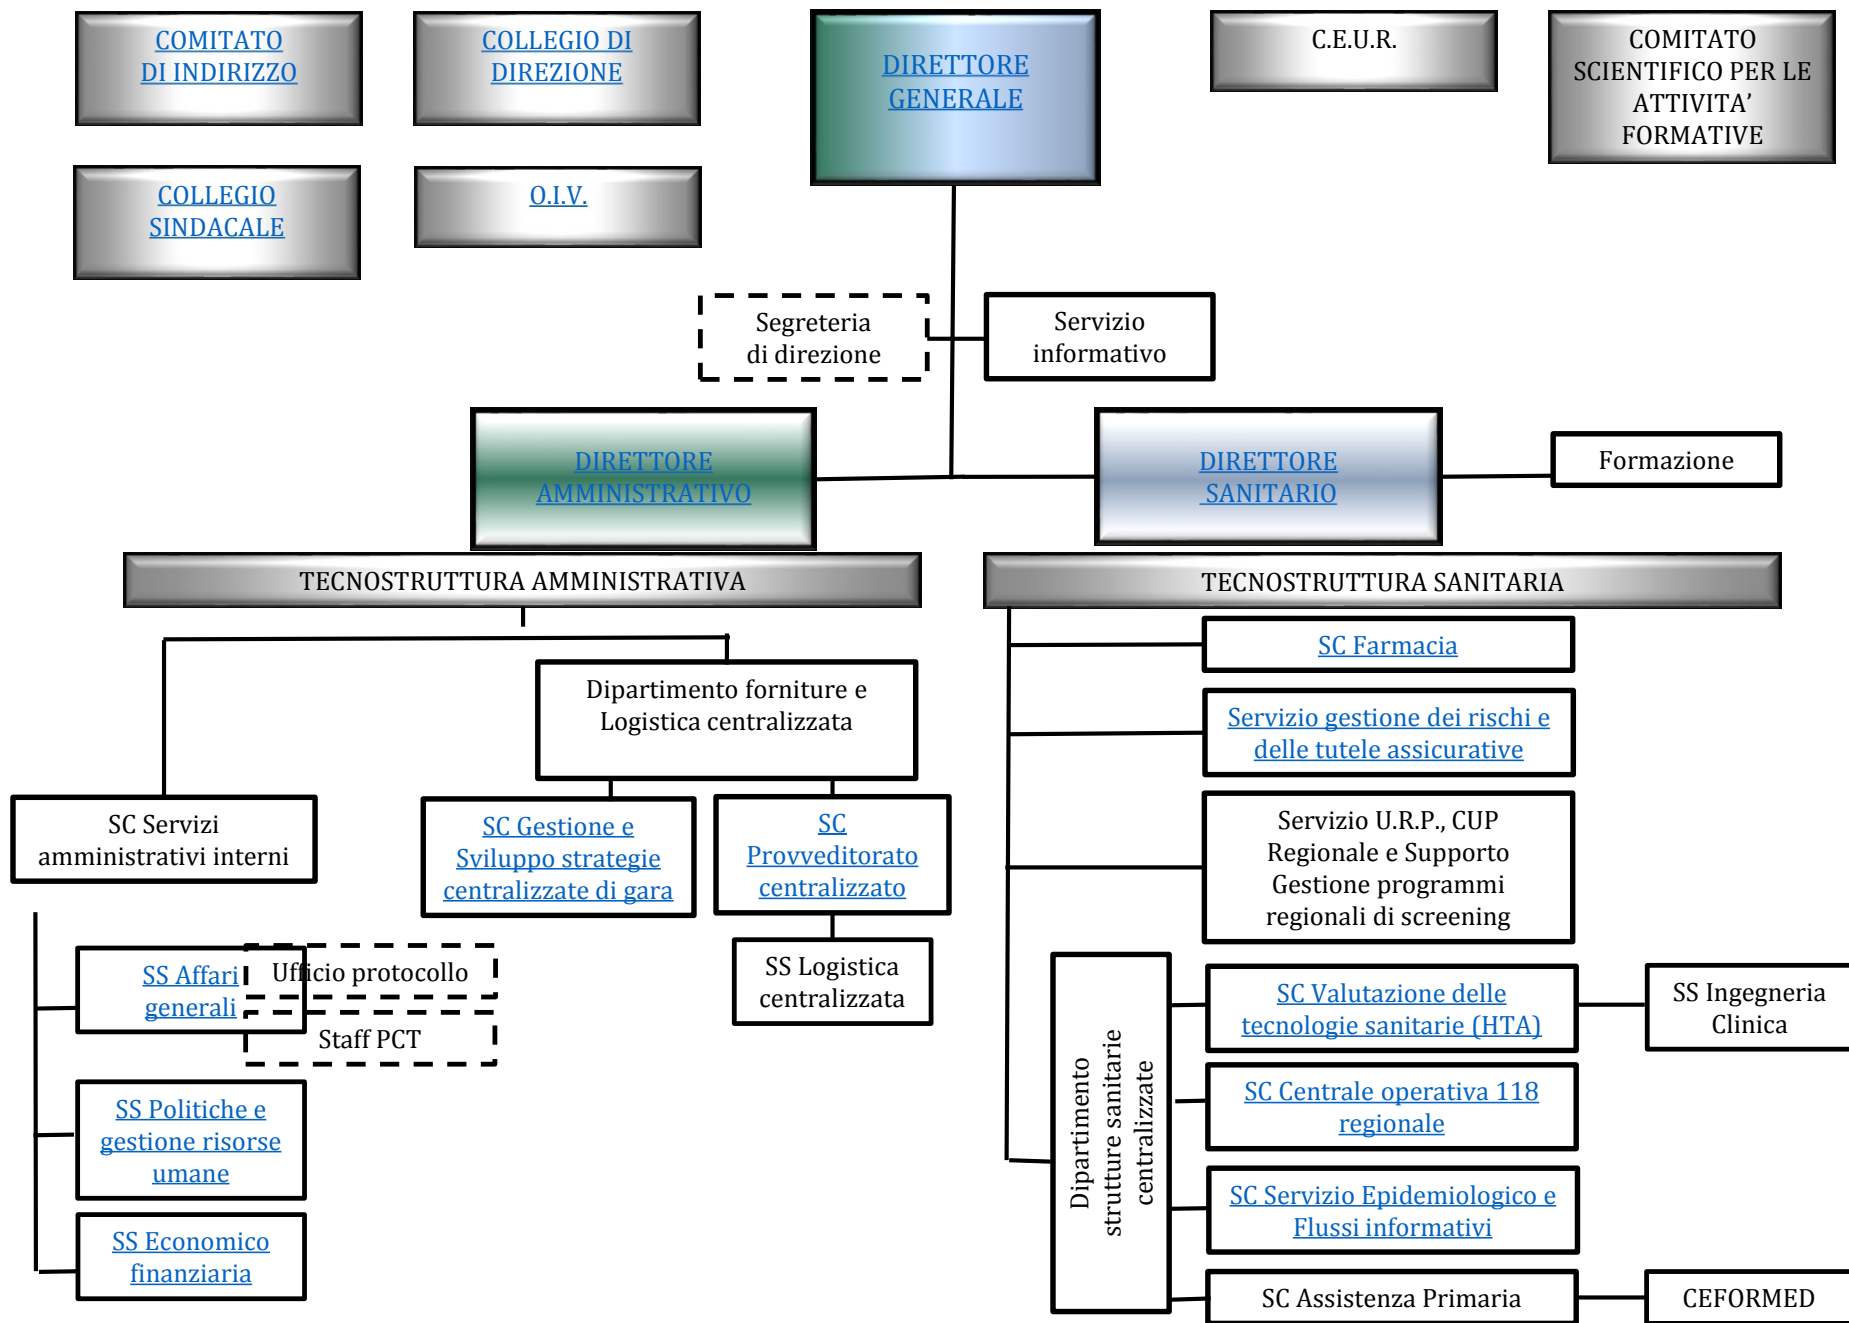 COMITATO
DI INDIRIZZO
COLLEGIO DI
DIREZIONE
DIRETTORE
GENERALE
C.E.U.R.
COMITATO
SCIENTIFICO PER LE
ATTIVITA’
FORMATIVE
COLLEGIO
SINDACALE
O.I.V.
Segreteria
di direzione
Servizio
informativo
DIRETTORE
AMMINISTRATIVO
DIRETTORE
SANITARIO
Formazione
TECNOSTRUTTURA AMMINISTRATIVA
TECNOSTRUTTURA SANITARIA
Dipartimento forniture e
Logistica centralizzata
SC Servizi
amministrativi interni
SC Gestione e
Sviluppo strategie
centralizzate di gara
SC
Provveditorato
centralizzato
SS Logistica
centralizzata
SS Affari
generali
Ufficio protocollo
Staff PCT
SS Politiche e
gestione risorse
umane
SS Economico
finanziaria
SC Farmacia
Servizio gestione dei rischi e
delle tutele assicurative
Servizio U.R.P., CUP
Regionale e Supporto
Gestione programmi
regionali di screening
Dipartimento
strutture sanitarie
centralizzate
SC Valutazione delle
tecnologie sanitarie (HTA)
SS Ingegneria
Clinica
SC Centrale operativa 118
regionale
SC Servizio Epidemiologico e
Flussi informativi
SC Assistenza Primaria
CEFORMED